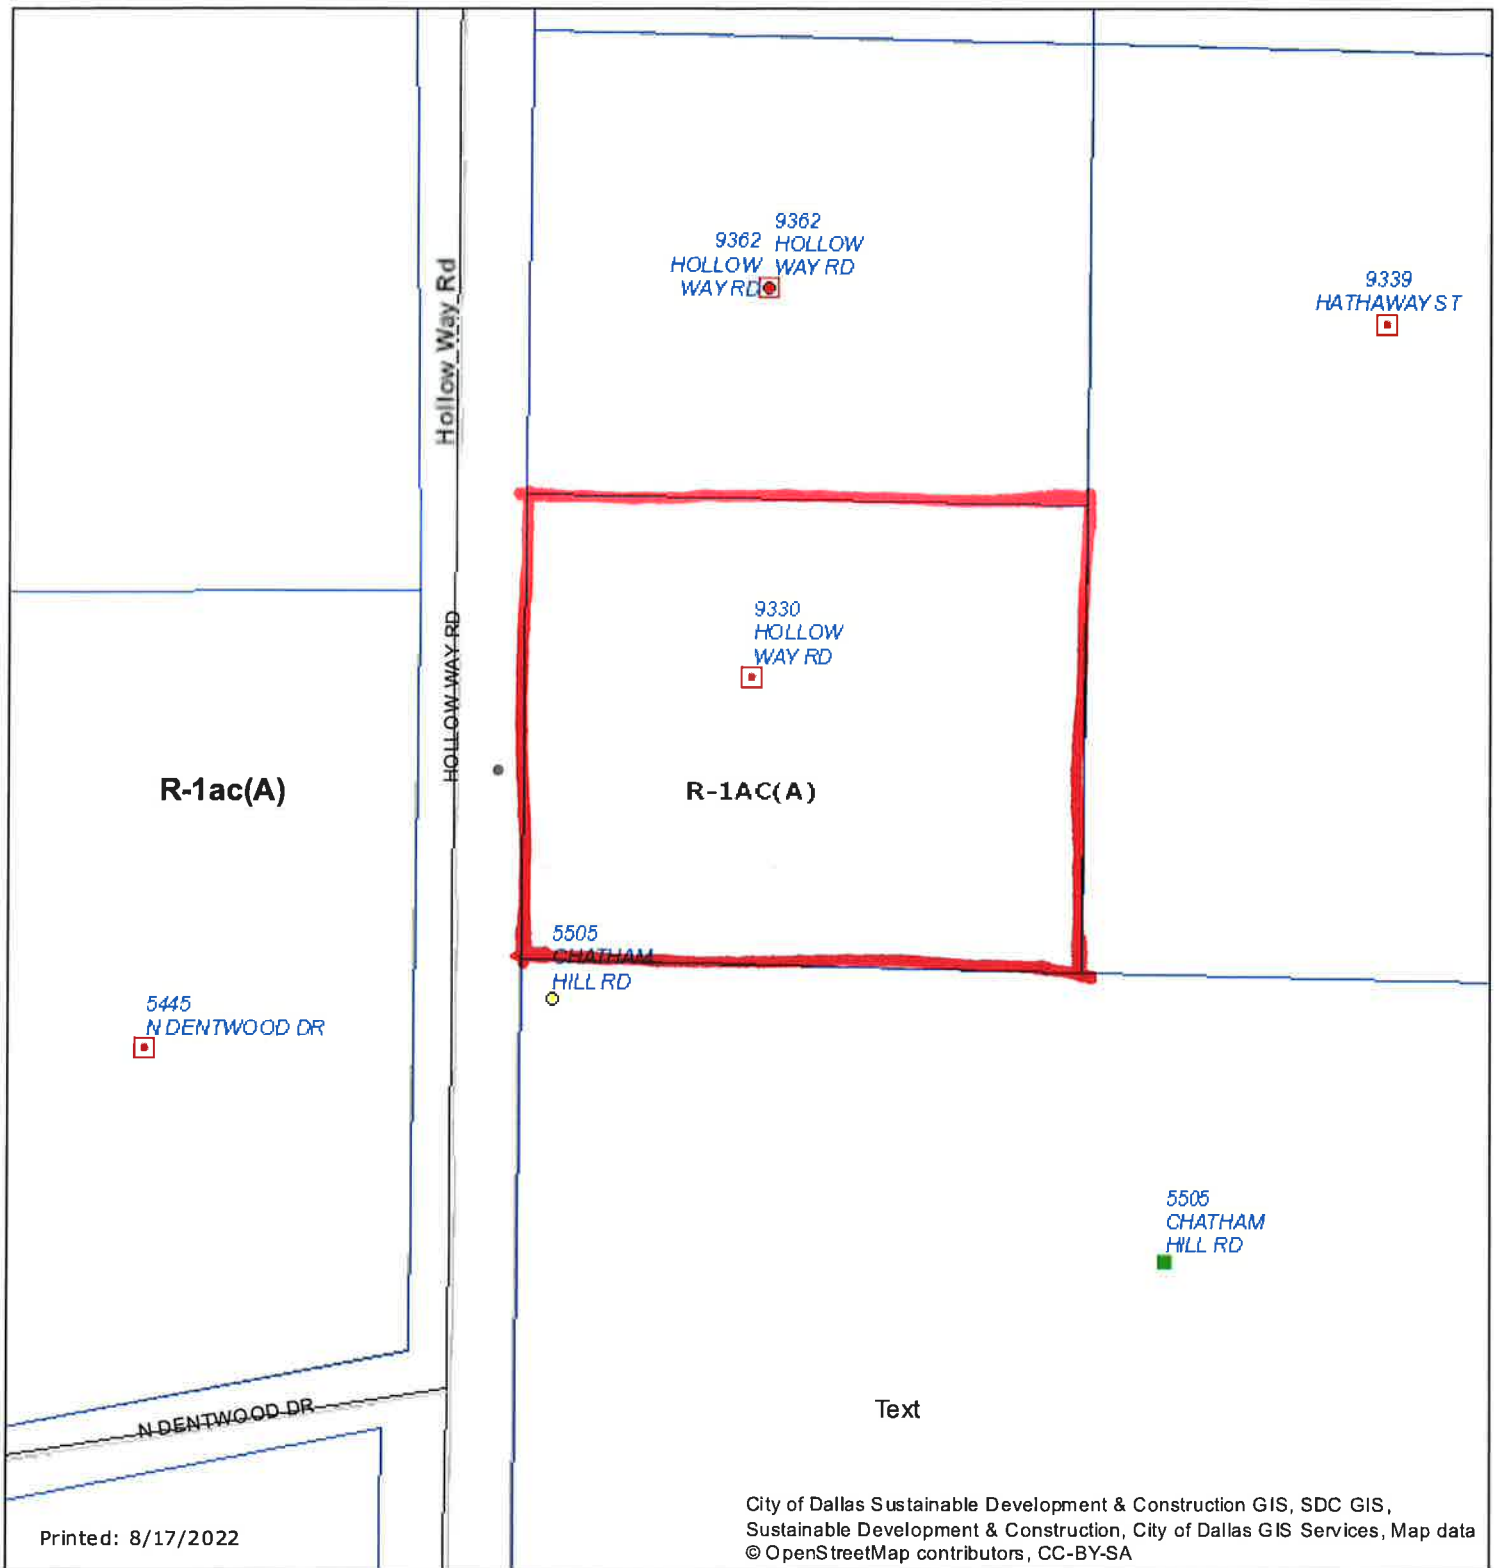 9362
HOLLOW
WAY RD
9362
HOLLOW
WAY RD
9339
HATHAWAY ST
Hollow Way Rd
HOLLOW WAY RD
9330
HOLLOW
WAY RD
R-1ac(A)
R-1AC(A)
5505
CHATHAM
HILL RD
5445
N DENTWOOD DR
5505
CHATHAM
HILL RD
N DENTWOOD DR
Text
City of Dallas Sustainable Development & Construction GIS, SDC GIS,
Sustainable Development & Construction, City of Dallas GIS Services, Map data
© OpenStreetMap contributors, CC-BY-SA
Printed: 8/17/2022